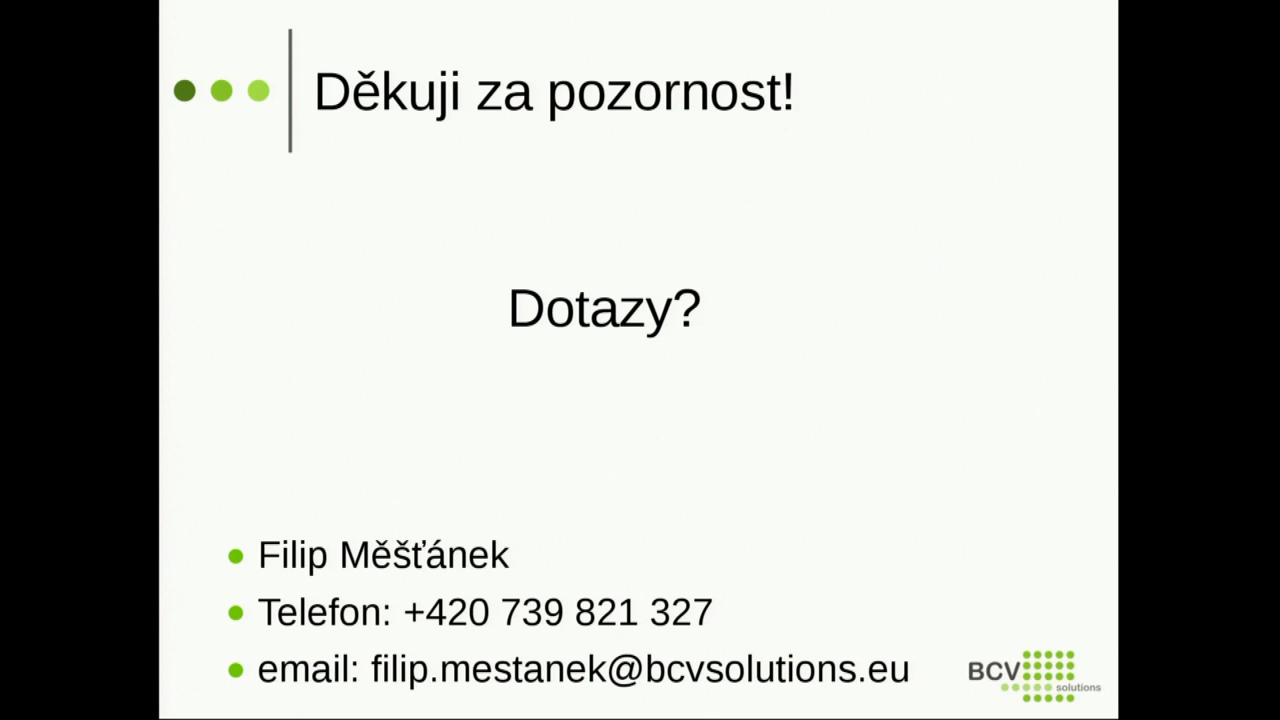 Děkuji za pozornost!
Dotazy?
Filip Měšťánek
Telefon: +420 739 821 327
email: filip.mestanek@bcvsolutions.eu
BCV
solutions